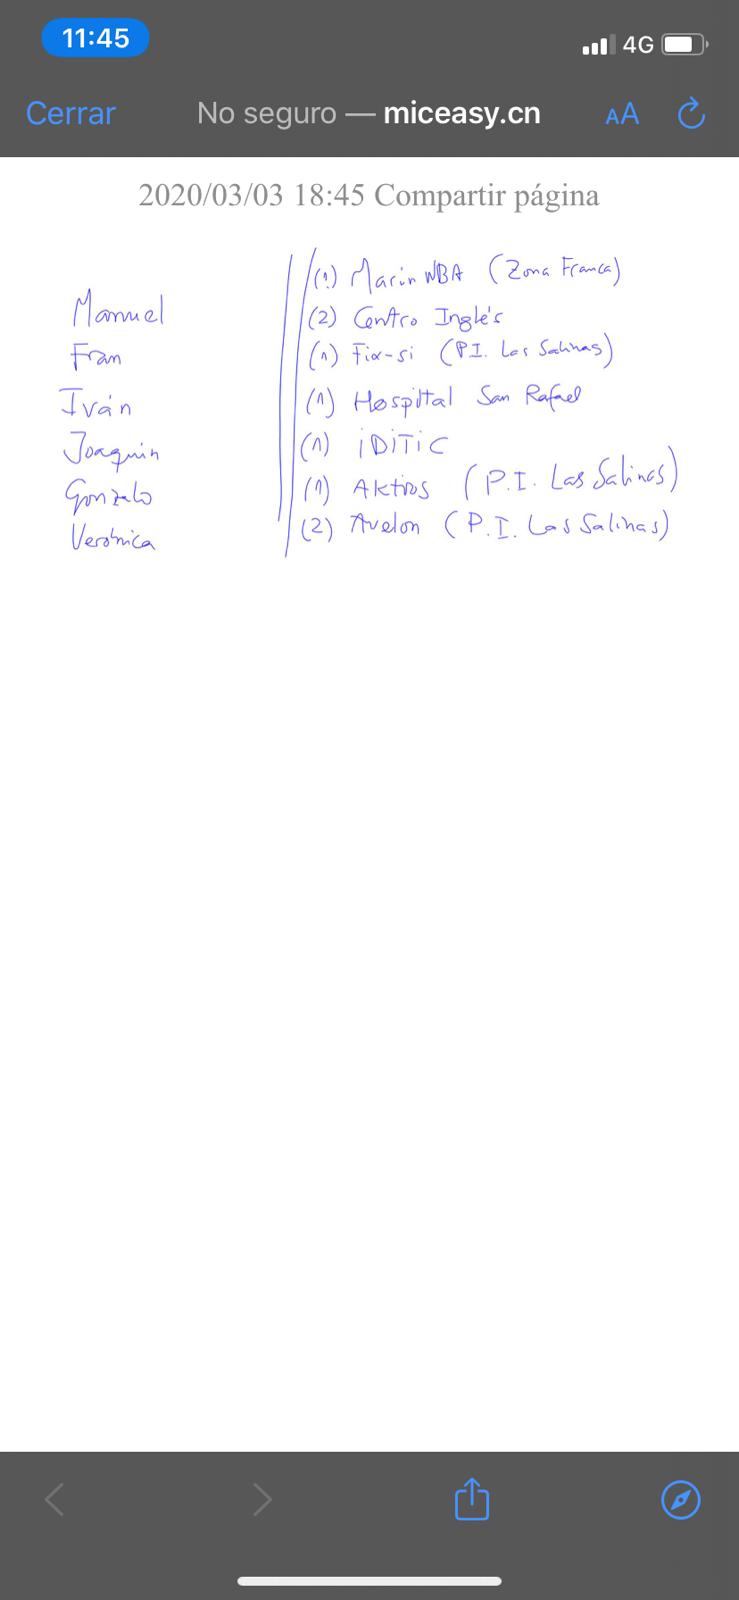 11:45 4G
Cerrar No seguro — miceasy.cn AA
2020/03/03 18:45 Compartir página
Manuel
Fran
Iván
Joaquin
Gonzalo
Verónica
(1) Marin WBA (Zona Franca)
(2) Centro Inglés
(1) Fix-si (P.I. Las Salinas)
(1) Hospital San Rafael
(1) iDiTiC
(1) Aktios (P.I. Las Salinas)
(2) Avelon (P.I. Las Salinas)